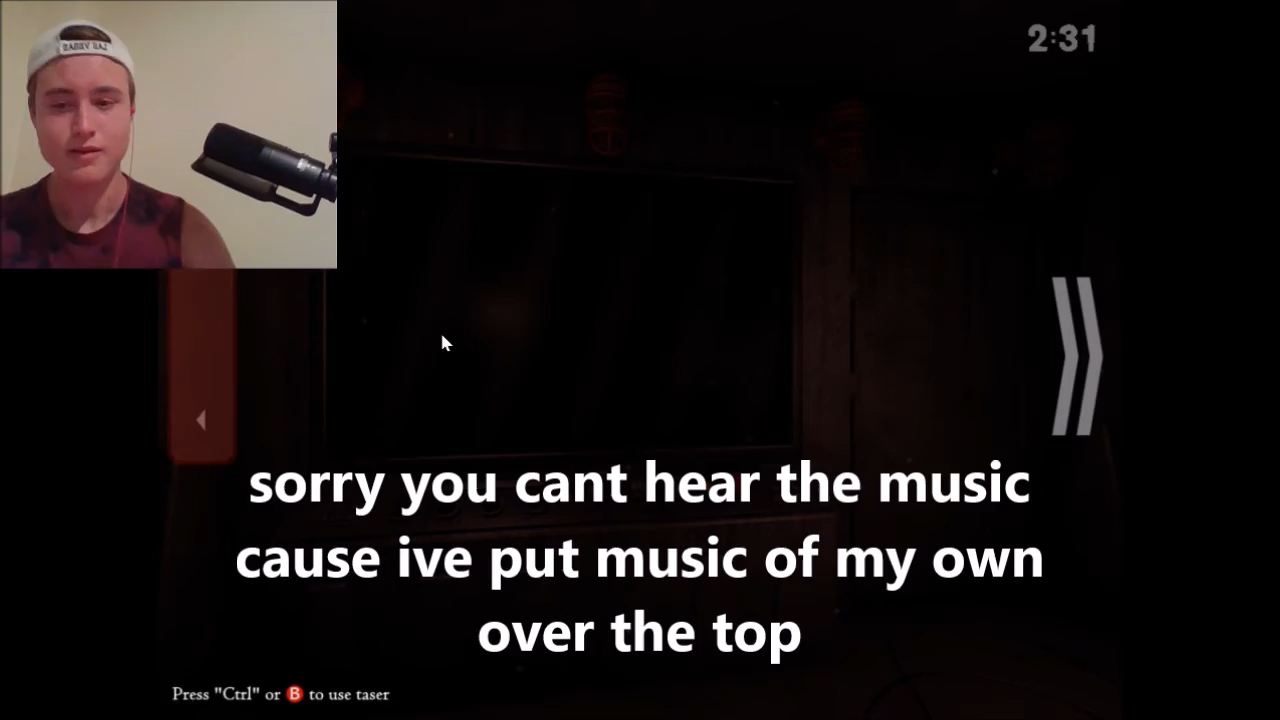 2:31
sorry you cant hear the music
cause ive put music of my own
over the top
Press "Ctrl" or B to use taser